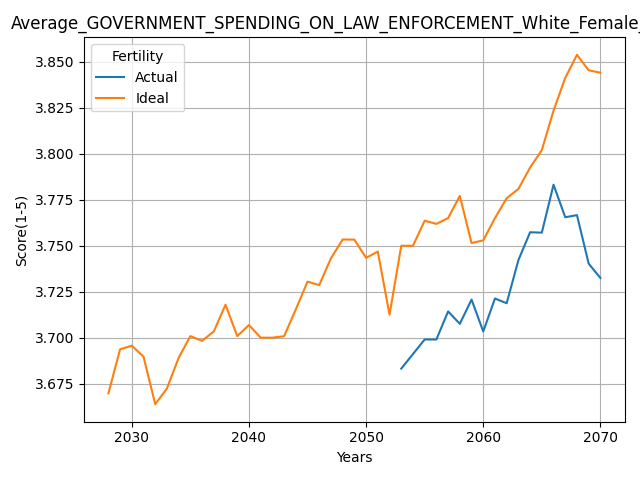 Average_GOVERNMENT_SPENDING_ON_LAW_ENFORCEMENT_White_Female_
Fertility
Actual
Ideal
3.850
3.825
3.800
3.775
3.750
3.725
3.700
3.675
Score(1-5)
2030 2040 2050 2060 2070
Years